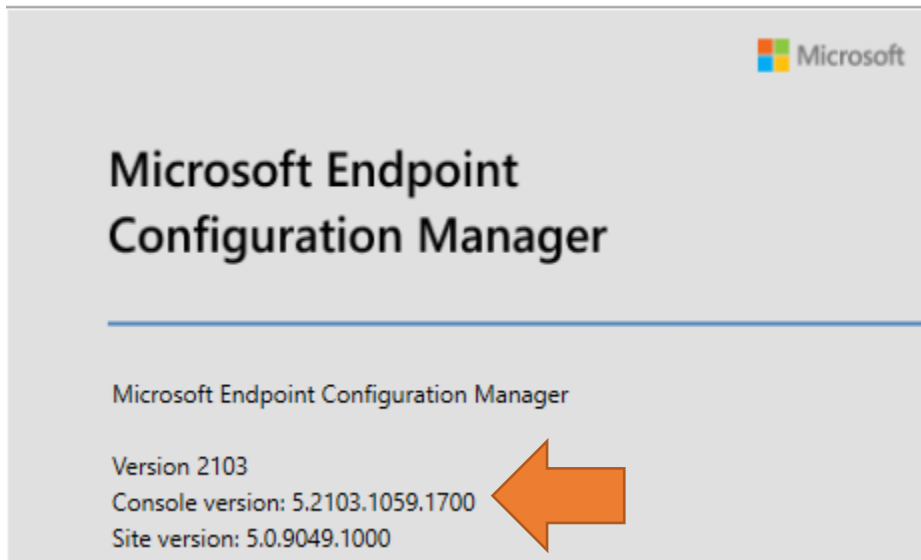 Microsoft
Microsoft Endpoint
Configuration Manager
Microsoft Endpoint Configuration Manager
Version 2103
Console version: 5.2103.1059.1700
Site version: 5.0.9049.1000